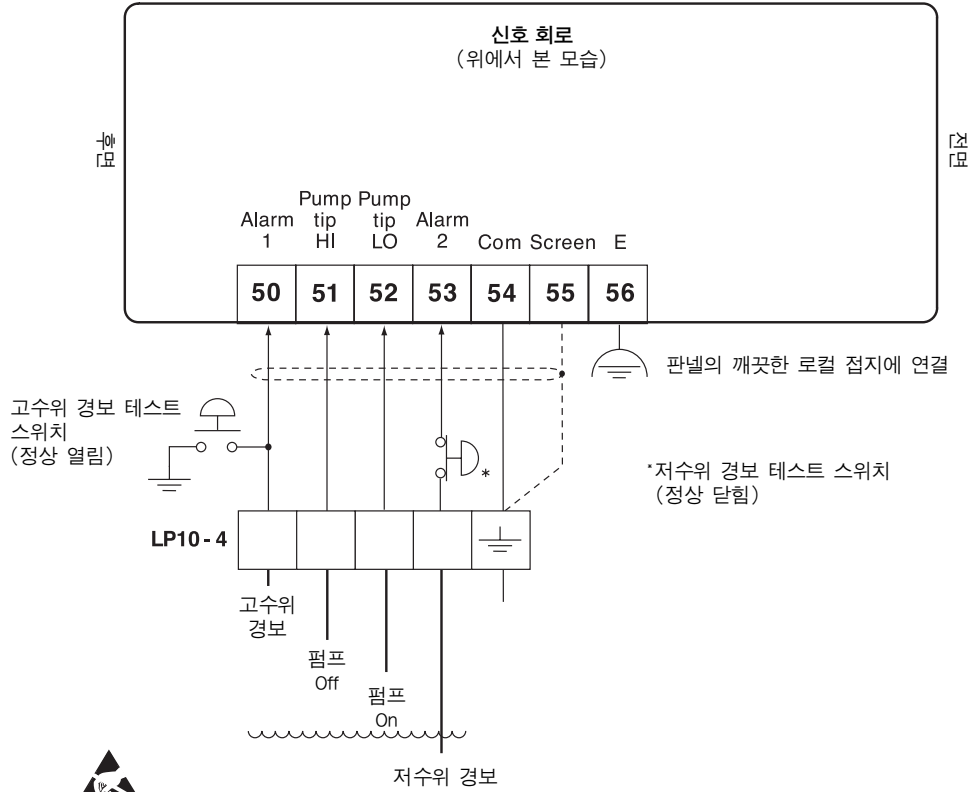 신호 회로
(위에서 본 모습)
후면
전면
Alarm
1
Pump
tip
HI
Pump
tip
LO
Alarm
2
Com
Screen
E
50
51
52
53
54
55
56
판넬의 깨끗한 로컬 접지에 연결
고수위 경보 테스트
스위치
(정상 열림)
*
*저수위 경보 테스트 스위치
(정상 닫힘)
LP10-4
고수위
경보
펌프
Off
펌프
On
저수위 경보